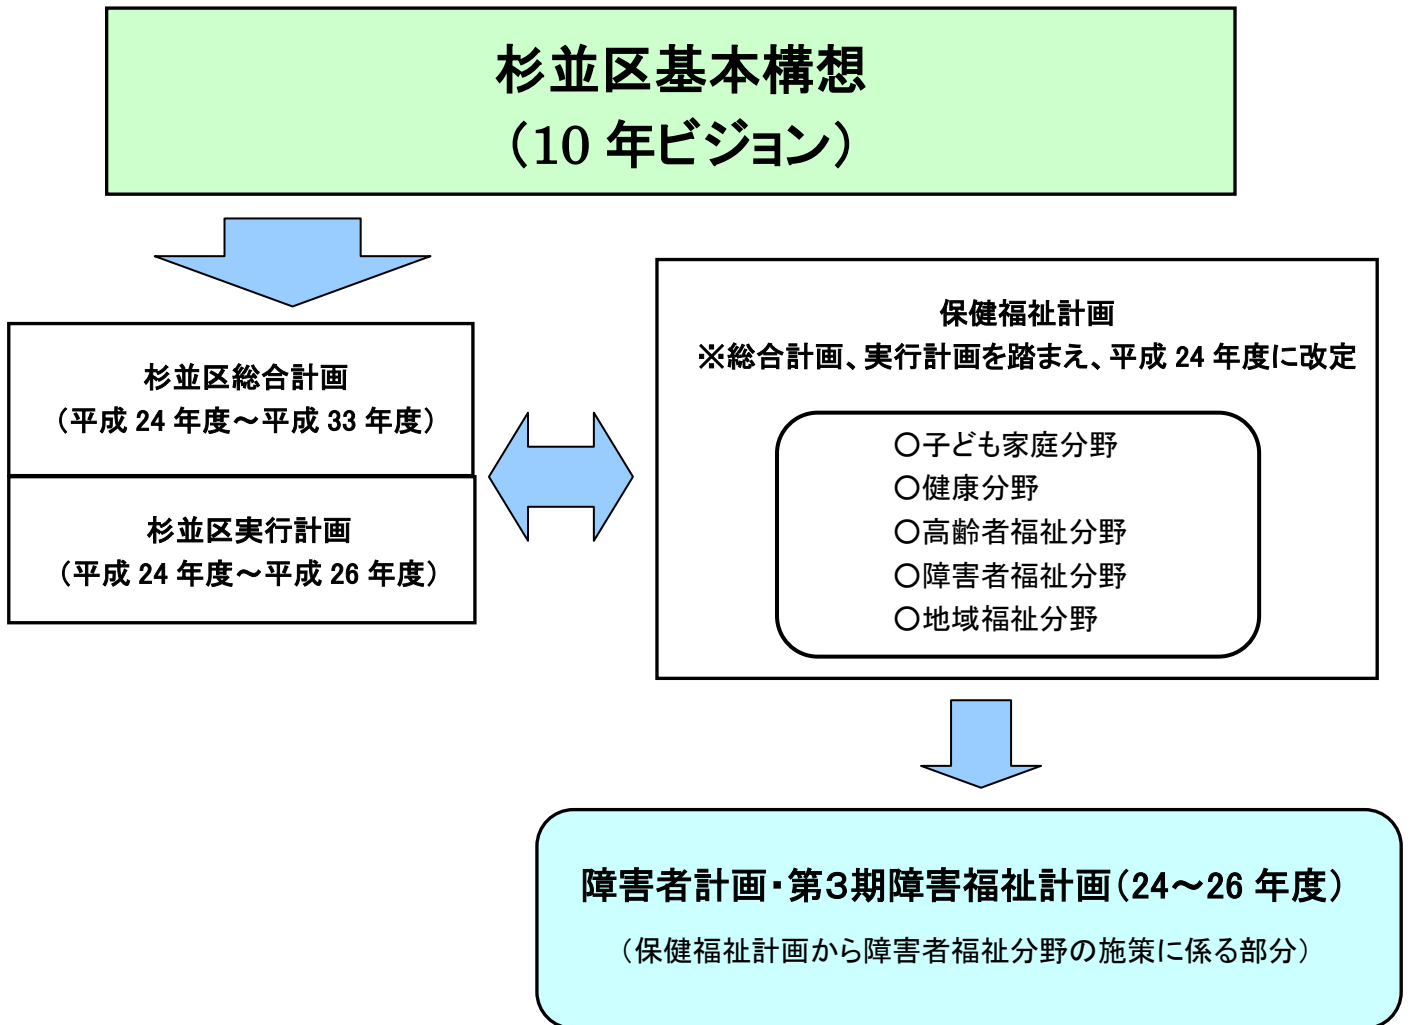 杉並区基本構想
（10 年ビジョン）
杉並区総合計画
（平成 24 年度～平成 33 年度）
杉並区実行計画
（平成 24 年度～平成 26 年度）
保健福祉計画
※総合計画、実行計画を踏まえ、平成 24 年度に改定
○子ども家庭分野
○健康分野
○高齢者福祉分野
○障害者福祉分野
○地域福祉分野
障害者計画・第３期障害福祉計画（24～26 年度）
（保健福祉計画から障害者福祉分野の施策に係る部分）